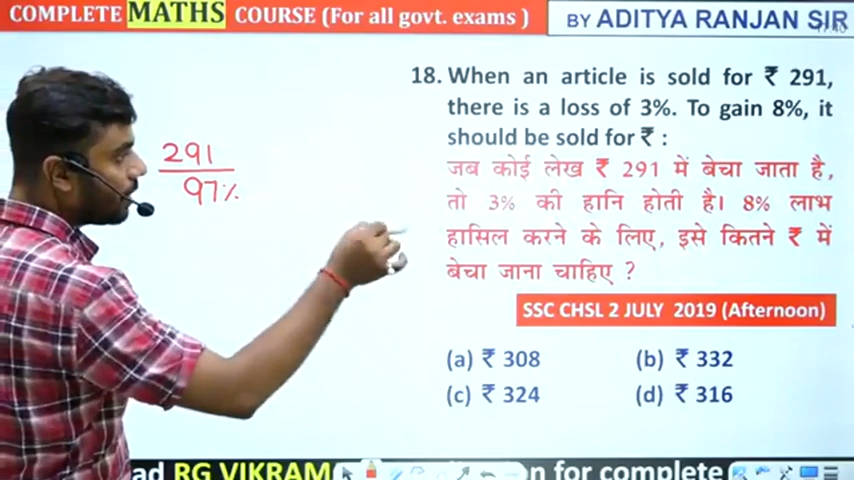 COMPLETE MATHS COURSE (For all govt. exams )
BY ADITYA RANJAN SIR
291
97%
18. When an article is sold for ₹ 291,
there is a loss of 3%. To gain 8%, it
should be sold for ₹ :
जब कोई लेख ₹ 291 में बेचा जाता है,
तो 3% की हानि होती है। 8% लाभ
हासिल करने के लिए, इसे कितने ₹ में
बेचा जाना चाहिए ?
SSC CHSL 2 JULY 2019 (Afternoon)
(a) ₹ 308 (b) ₹ 332
(c) ₹ 324 (d) ₹ 316
RG VIKRAM for complete